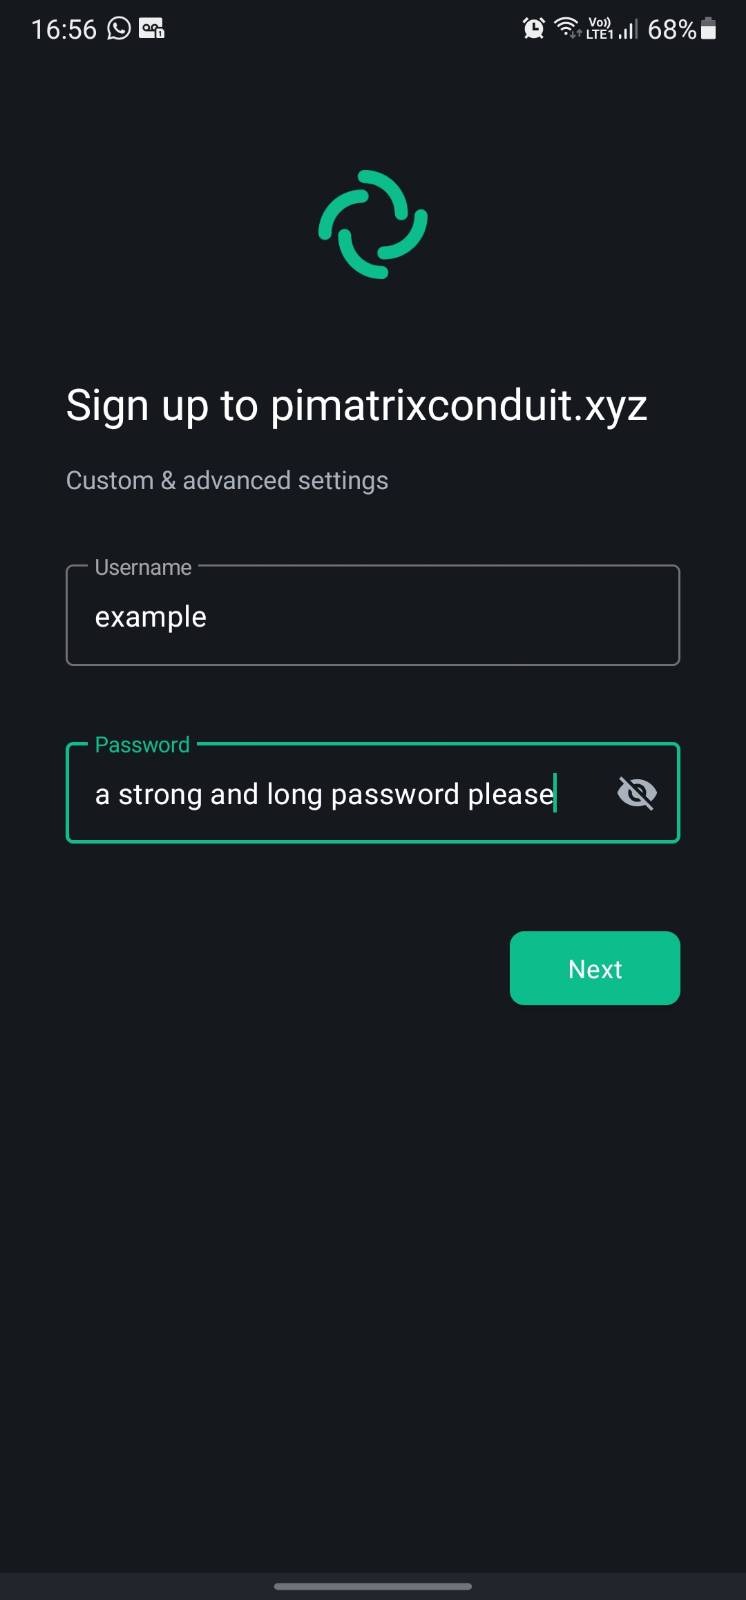 16:56
Vo))
LTE1
68%
Sign up to pimatrixconduit.xyz
Custom & advanced settings
Username
example
Password
a strong and long password please
Next